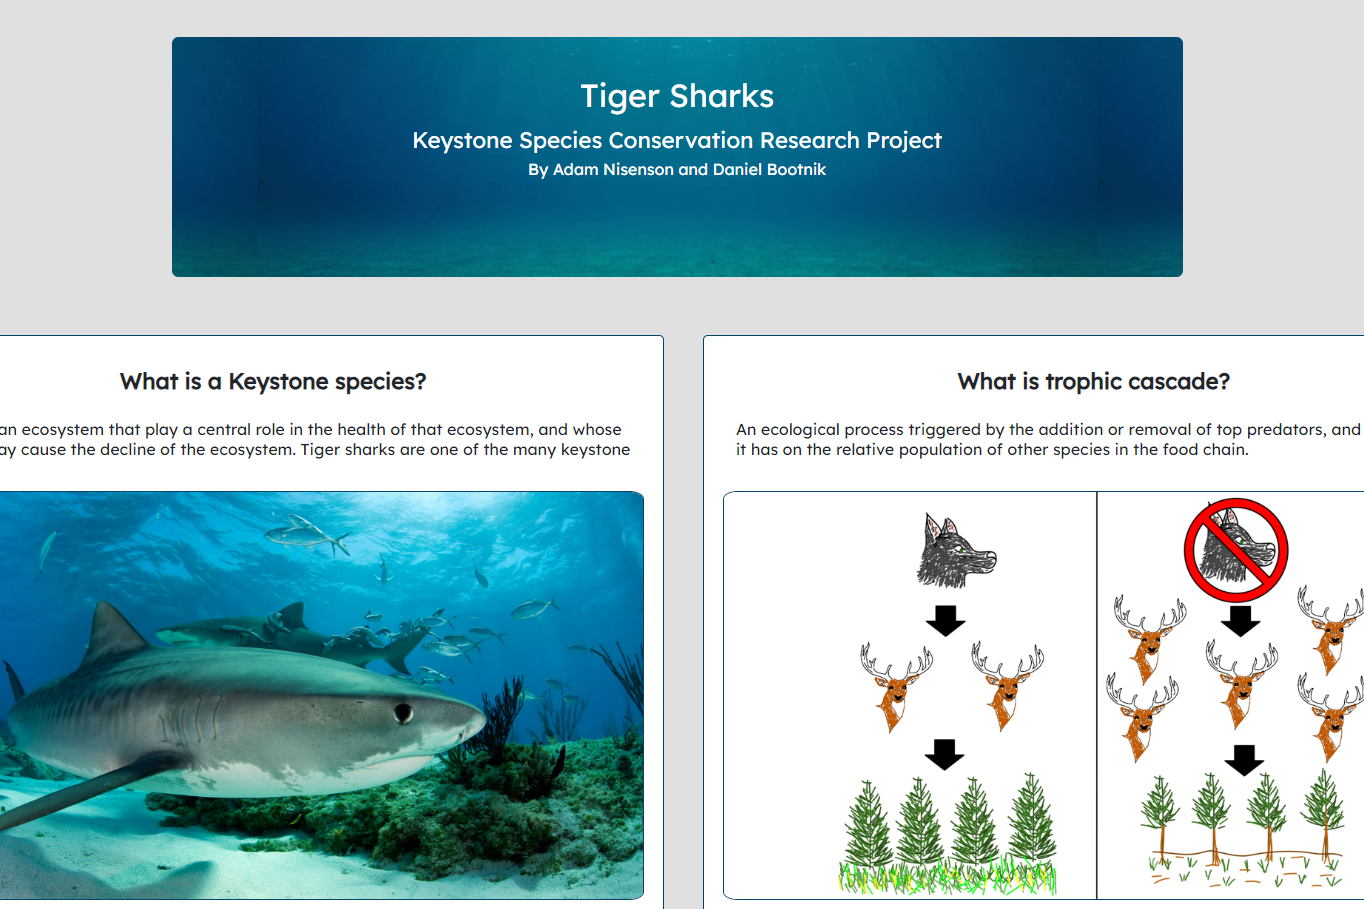 Tiger Sharks
Keystone Species Conservation Research Project
By Adam Nisenson and Daniel Bootnik
What is a Keystone species?
an ecosystem that play a central role in the health of that ecosystem, and whose
ay cause the decline of the ecosystem. Tiger sharks are one of the many keystone
What is trophic cascade?
An ecological process triggered by the addition or removal of top predators, and
it has on the relative population of other species in the food chain.